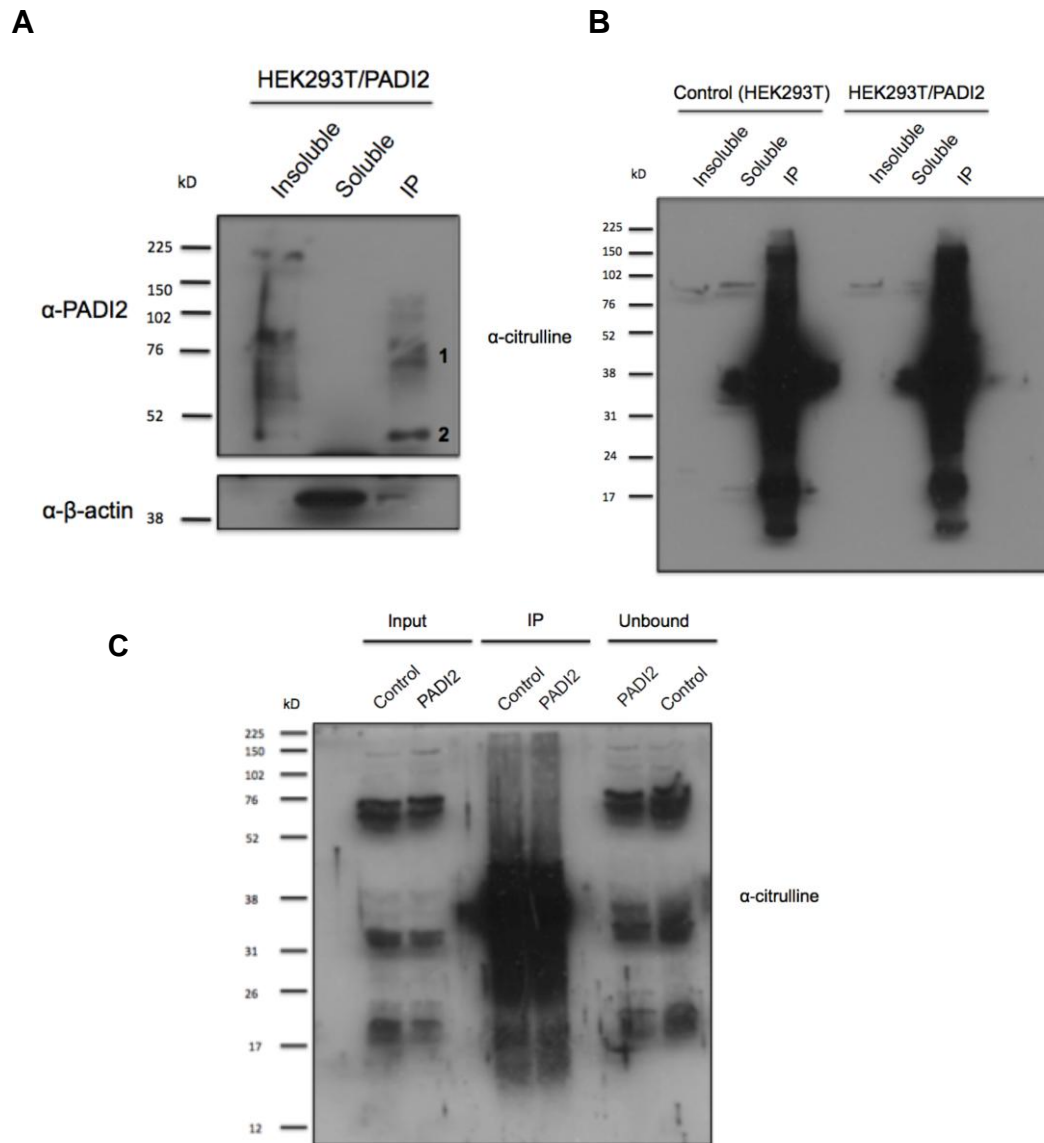 A
HEK293T/PADI2
kD
Insoluble
Soluble
IP
225
150
102
76
52
α-PADI2
1
2
α-β-actin
38
B
Control (HEK293T)
HEK293T/PADI2
kD
Insoluble
Soluble
IP
Insoluble
Soluble
IP
225
150
102
76
52
38
31
24
17
α-citrulline
C
Input
IP
Unbound
kD
Control
PADI2
Control
PADI2
PADI2
Control
225
150
102
76
52
38
31
26
17
12
α-citrulline